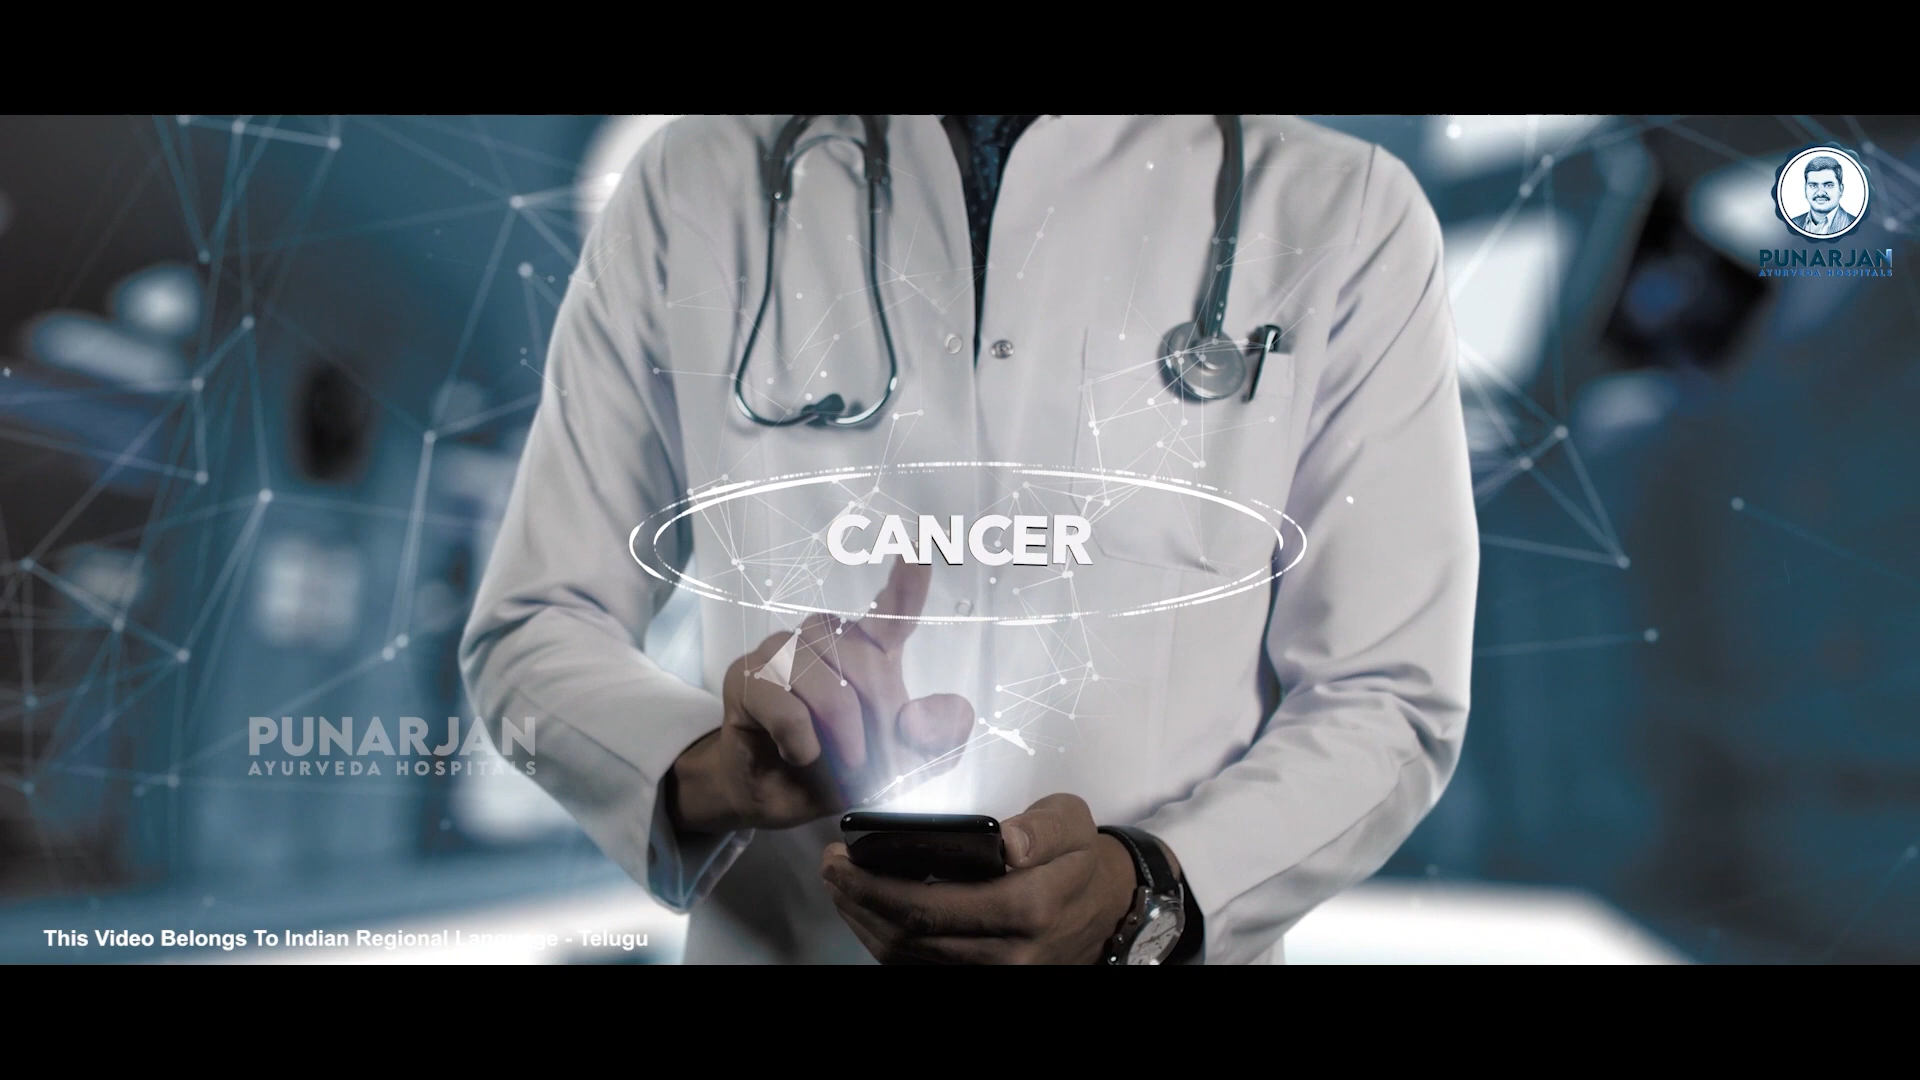 PUNARJAN
AYURVEDA HOSPITALS
CANCER
PUNARJAN
AYURVEDA HOSPITALS
This Video Belongs To Indian Regional Language - Telugu